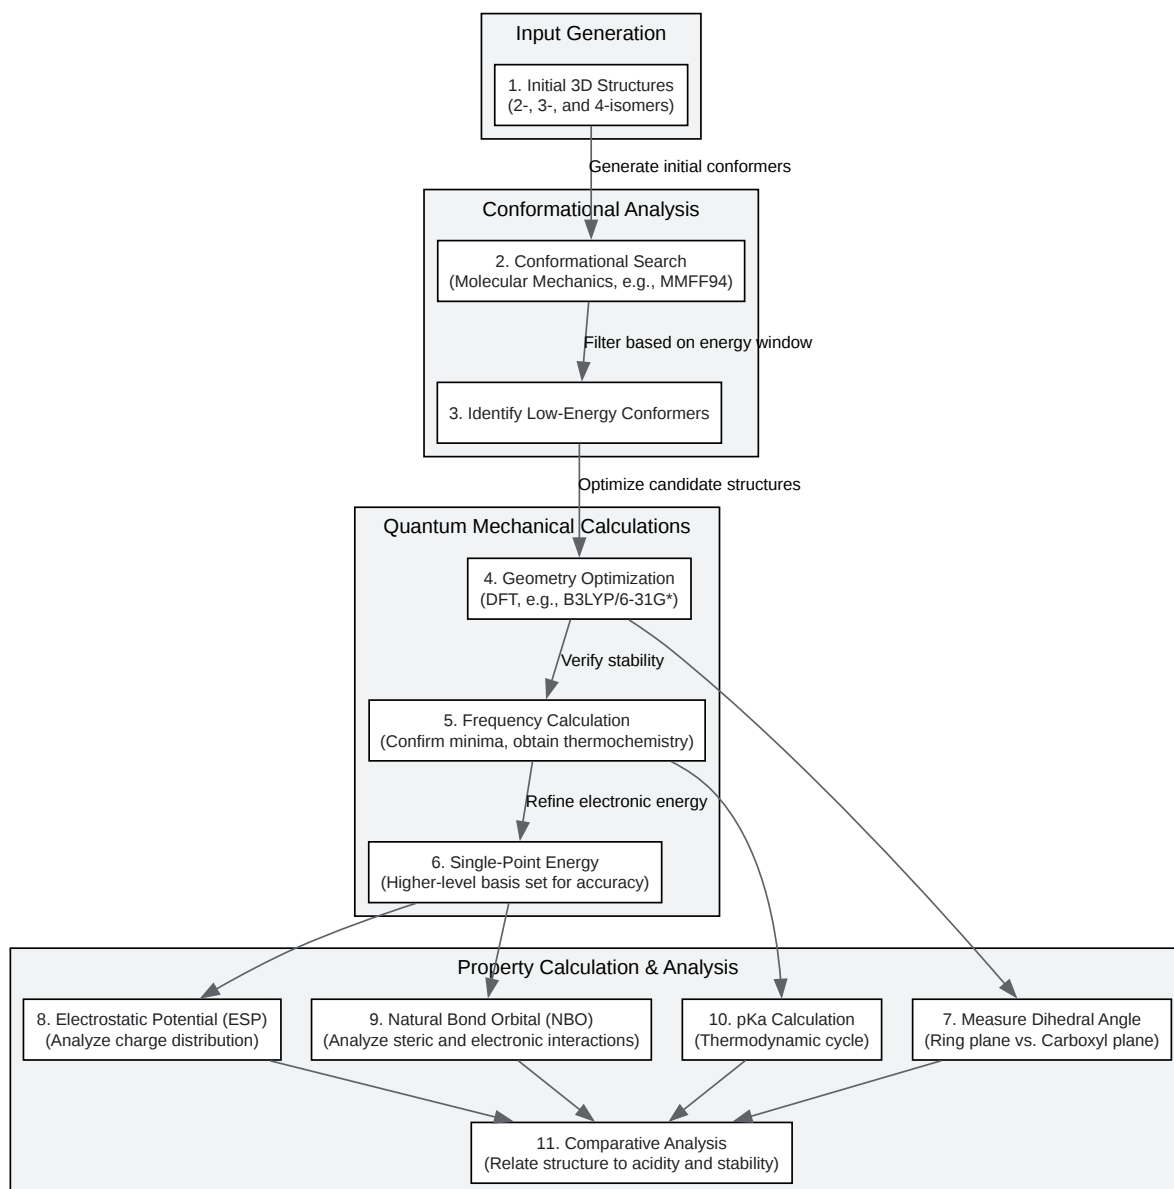 Input Generation
1. Initial 3D Structures
(2-, 3-, and 4-isomers)
Generate initial conformers
Conformational Analysis
2. Conformational Search
(Molecular Mechanics, e.g., MMFF94)
Filter based on energy window
3. Identify Low-Energy Conformers
Optimize candidate structures
Quantum Mechanical Calculations
4. Geometry Optimization
(DFT, e.g., B3LYP/6-31G*)
Verify stability
5. Frequency Calculation
(Confirm minima, obtain thermochemistry)
Refine electronic energy
6. Single-Point Energy
(Higher-level basis set for accuracy)
Property Calculation & Analysis
8. Electrostatic Potential (ESP)
(Analyze charge distribution)
9. Natural Bond Orbital (NBO)
(Analyze steric and electronic interactions)
10. pKa Calculation
(Thermodynamic cycle)
7. Measure Dihedral Angle
(Ring plane vs. Carboxyl plane)
11. Comparative Analysis
(Relate structure to acidity and stability)